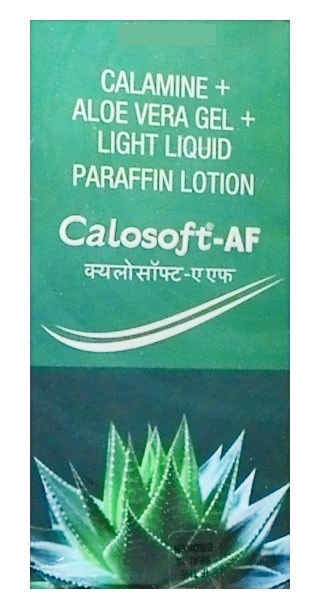 CALAMINE +
ALOE VERA GEL +
LIGHT LIQUID
PARAFFIN LOTION
Calosoft®-AF
क्यलोसॉफ्ट-ए एफ